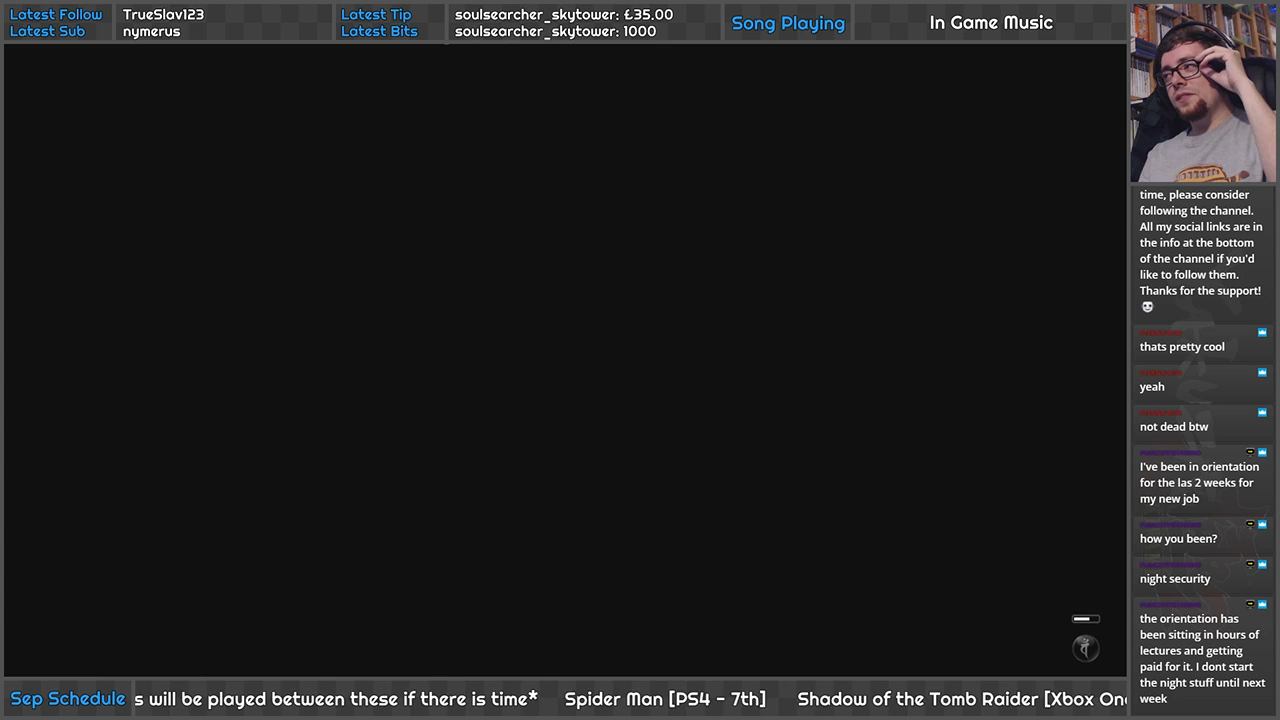 Latest Follow
Latest Sub
TrueSlav123
nymerus
Latest Tip
Latest Bits
soulsearcher_skytower: £35.00
soulsearcher_skytower: 1000
Song Playing
In Game Music
time, please consider
following the channel.
All my social links are in
the info at the bottom
of the channel if you'd
like to follow them.
Thanks for the support!
thats pretty cool
yeah
not dead btw
I've been in orientation
for the las 2 weeks for
my new job
how you been?
night security
the orientation has
been sitting in hours of
lectures and getting
paid for it. I dont start
the night stuff until next
week
Sep Schedule
s will be played between these if there is time* Spider Man [PS4 - 7th] Shadow of the Tomb Raider [Xbox On